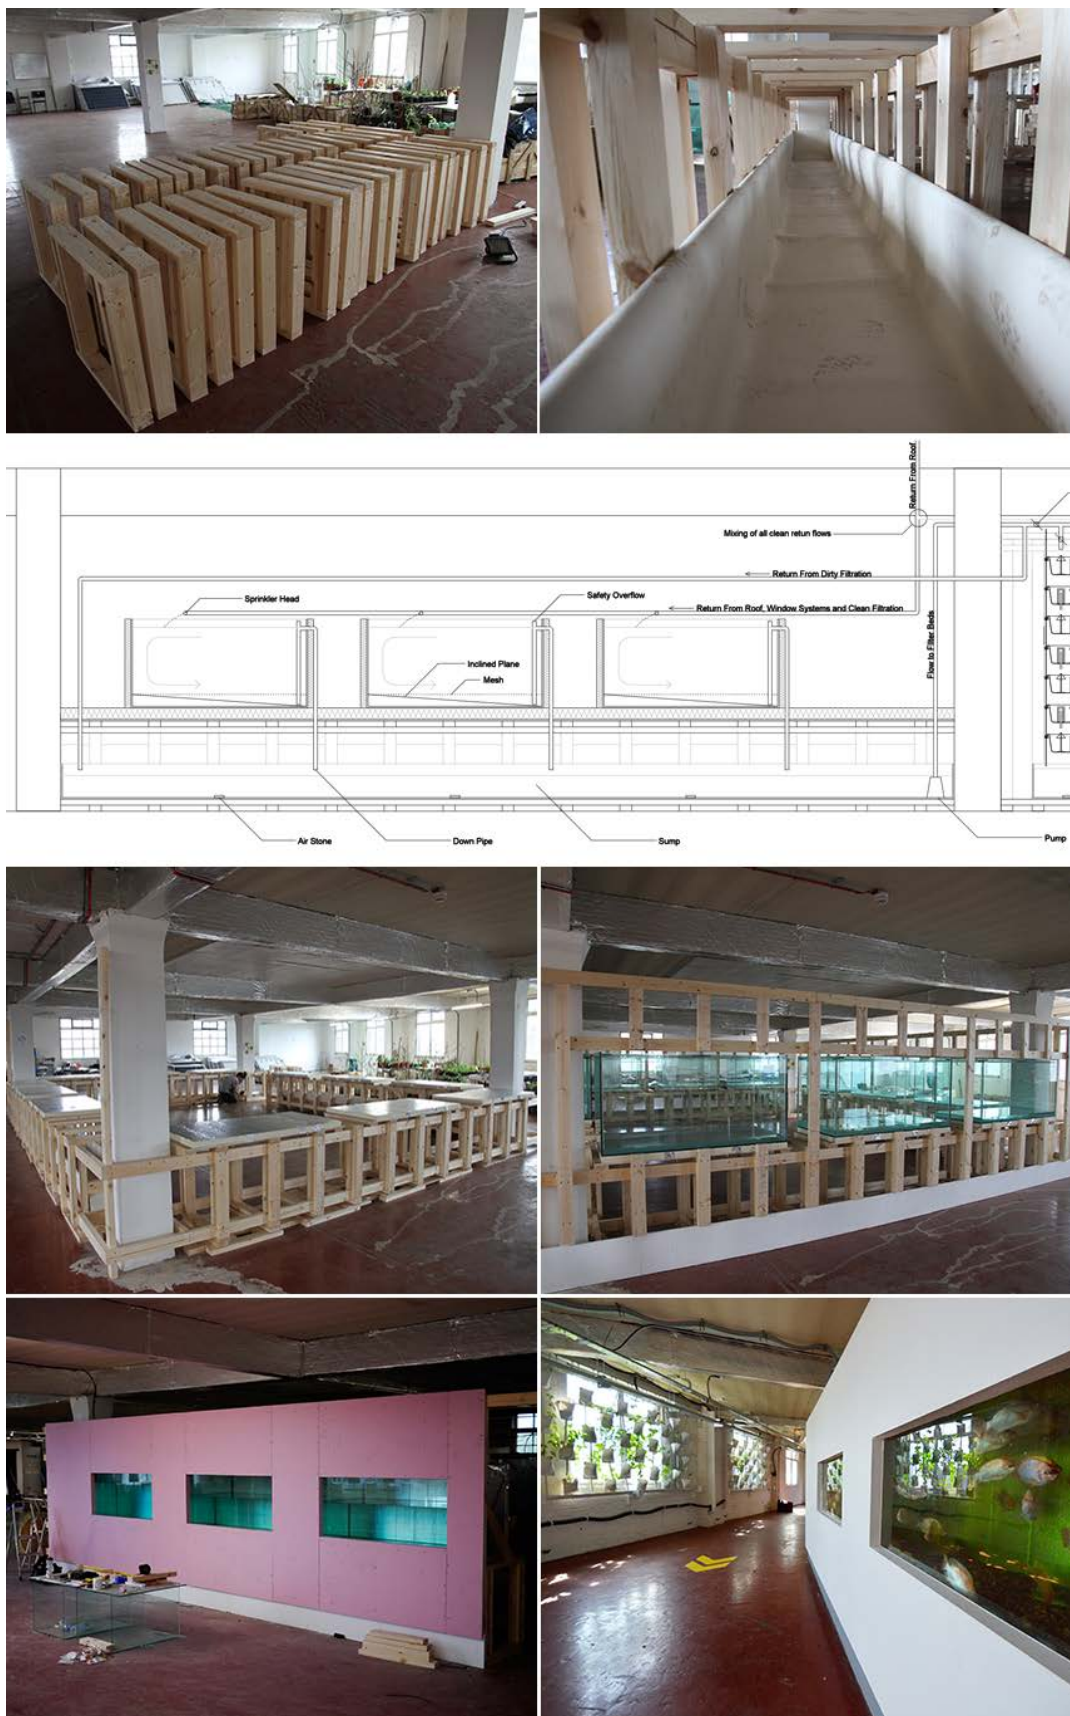 Return From Roof,
Mixing of all clean retun flows
Return From Dirty Filtration
Sprinkler Head
Safety Overflow
Return From Roof, Window Systems and Clean Filtration
Flow to Filter Beds
Inclined Plane
Mesh
Air Stone
Down Pipe
Sump
Pump